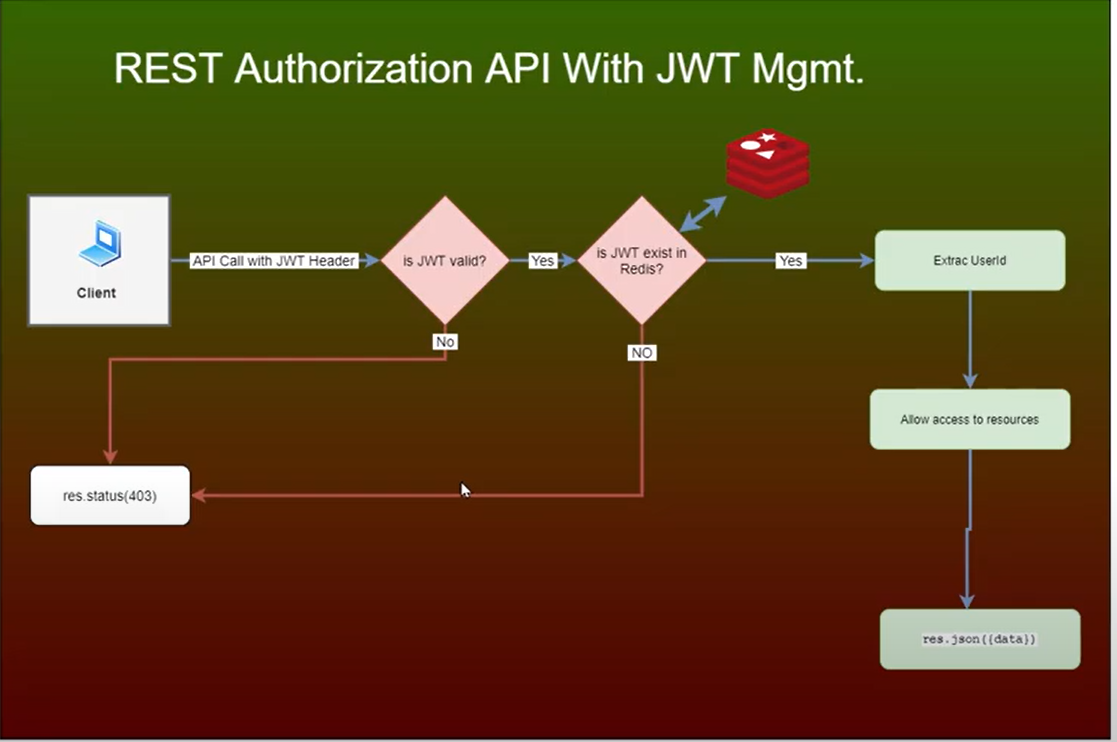 REST Authorization API With JWT Mgmt.
Client
API Call with JWT Header
is JWT valid?
Yes
is JWT exist in
Redis?
Yes
Extrac UserId
No
NO
Allow access to resources
res.status(403)
res.json({data})